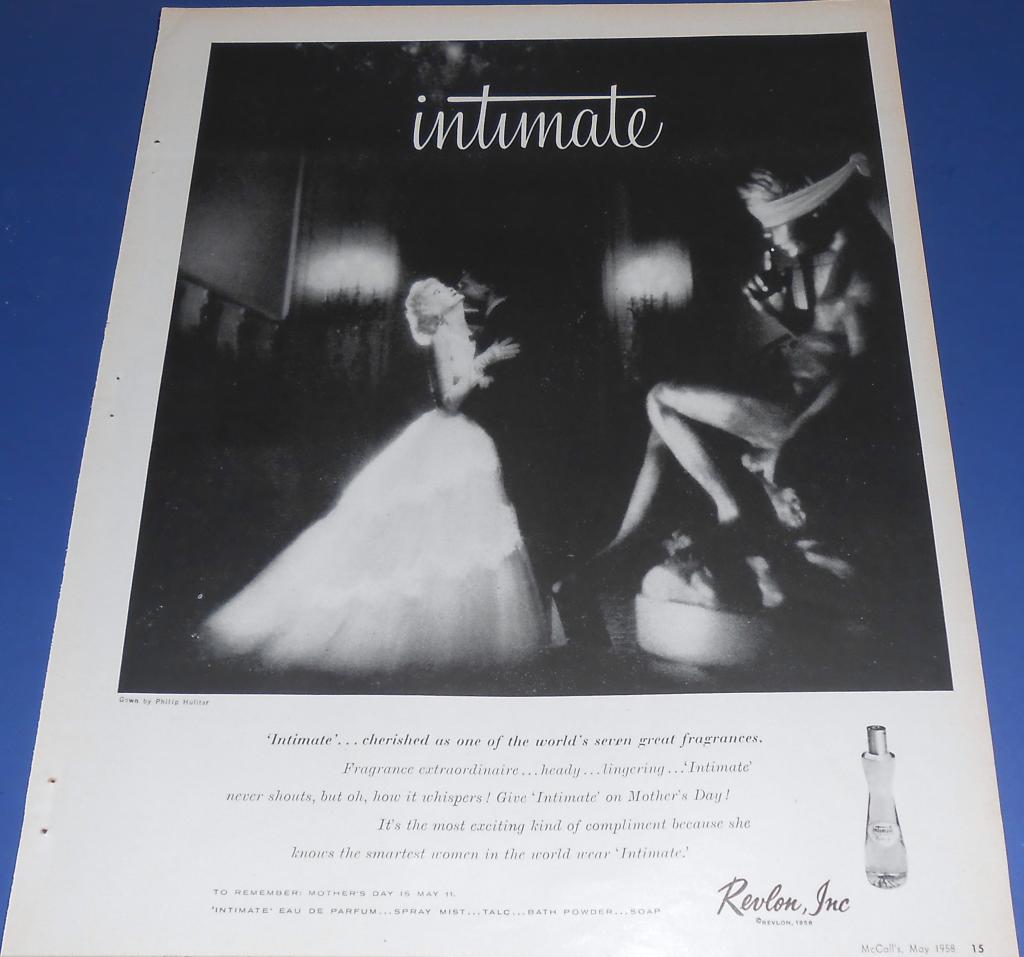 intimate
Gown by Philip Hulitar
'Intimate'... cherished as one of the world's seven great fragrances.
Fragrance extraordinaire...heady...lingering...'Intimate'
never shouts, but oh, how it whispers! Give 'Intimate' on Mother's Day!
It's the most exciting kind of compliment because she
knows the smartest women in the world wear 'Intimate.'
TO REMEMBER: MOTHER'S DAY IS MAY 11.
'INTIMATE' EAU DE PARFUM...SPRAY MIST...TALC...BATH POWDER...SOAP
Intimate
Revlon, Inc
©REVLON, 1958
McCall's, May 1958 15